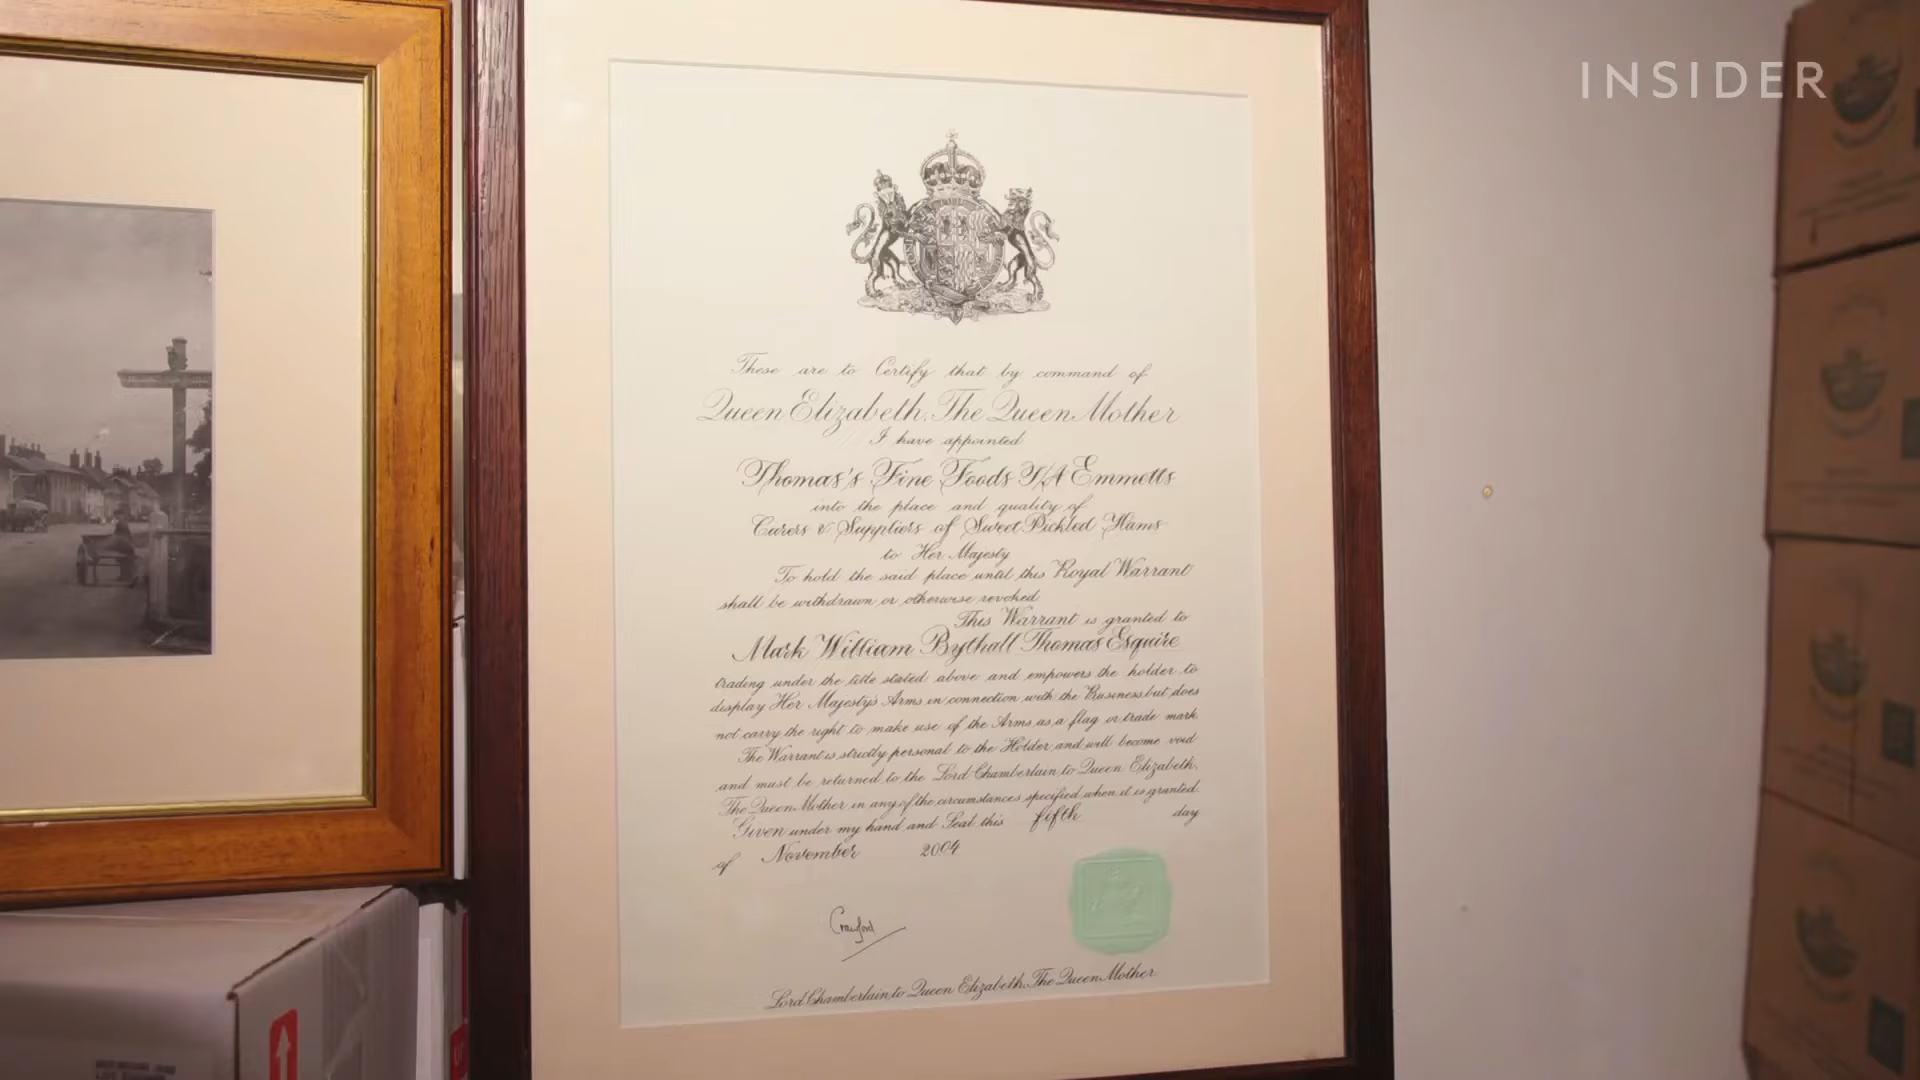 INSIDER
These are to Certify that by command of
Queen Elizabeth, The Queen Mother
I have appointed
Thomas's Fine Foods T/A Emmetts
into the place and quality of
Curers & Suppliers of Sweet Pickled Hams
to Her Majesty
To hold the said place until this Royal Warrant
shall be withdrawn or otherwise revoked
This Warrant is granted to
Mark William Bythall Thomas Esquire
trading under the title stated above and empowers the holder to
display Her Majesty's Arms in connection with the Business but does
not carry the right to make use of the Arms as a flag or trade mark
The Warrant is strictly personal to the Holder and will become void
and must be returned to the Lord Chamberlain to Queen Elizabeth,
The Queen Mother in any of the circumstances specified when it is granted.
Given under my hand and Seal this fifth day
of November 2004
Crawford
Lord Chamberlain to Queen Elizabeth, The Queen Mother